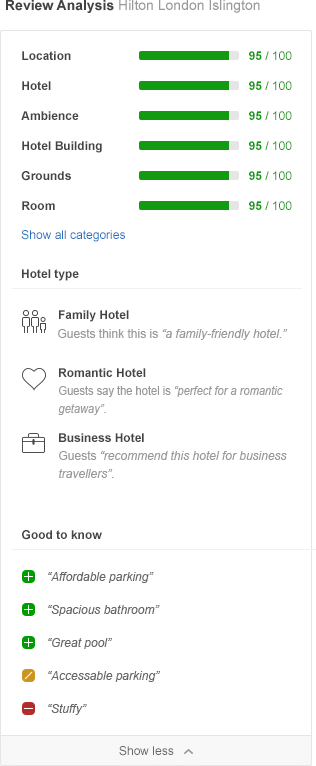 Review Analysis Hilton London Islington
Location 95 / 100
Hotel 95 / 100
Ambience 95 / 100
Hotel Building 95 / 100
Grounds 95 / 100
Room 95 / 100
Show all categories
Hotel type
Family Hotel
Guests think this is “a family-friendly hotel.”
Romantic Hotel
Guests say the hotel is “perfect for a romantic
getaway”.
Business Hotel
Guests “recommend this hotel for business
travellers”.
Good to know
“Affordable parking”
“Spacious bathroom”
“Great pool”
“Accessable parking”
“Stuffy”
Show less